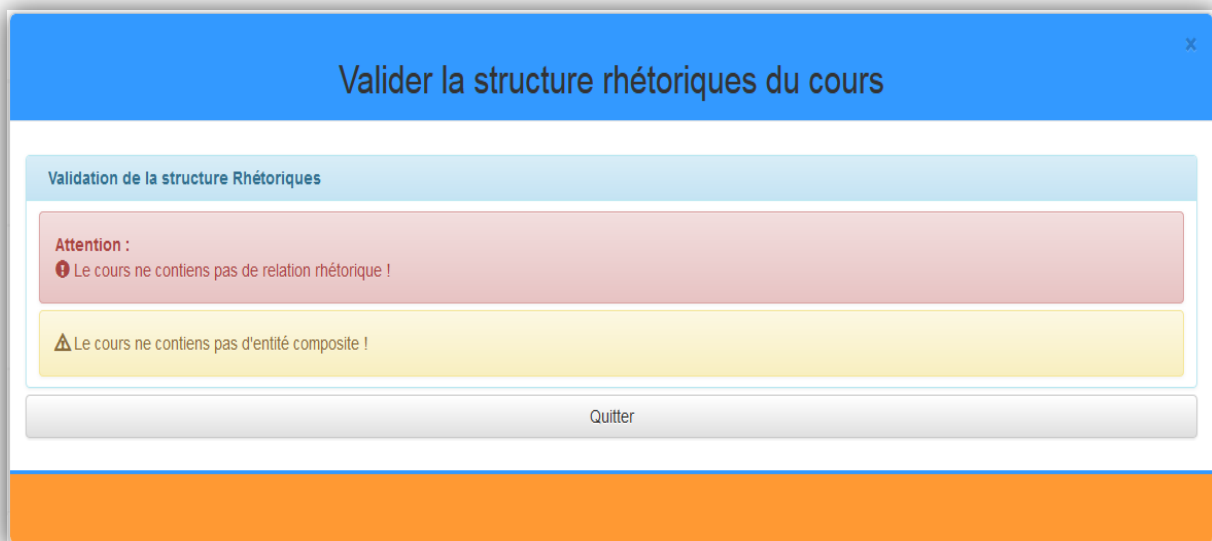 x
Valider la structure rhétoriques du cours
Validation de la structure Rhétoriques
Attention :
Le cours ne contiens pas de relation rhétorique !
Le cours ne contiens pas d'entité composite !
Quitter